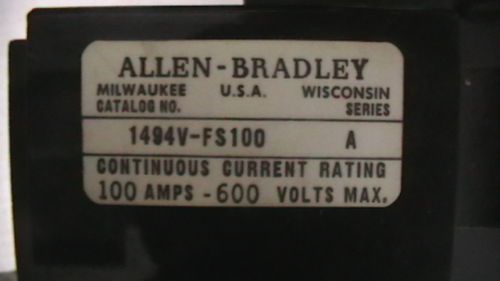 ALLEN-BRADLEY
MILWAUKEE U.S.A. WISCONSIN
CATALOG NO. SERIES
1494V-FS100 A
CONTINUOUS CURRENT RATING
100 AMPS - 600 VOLTS MAX.